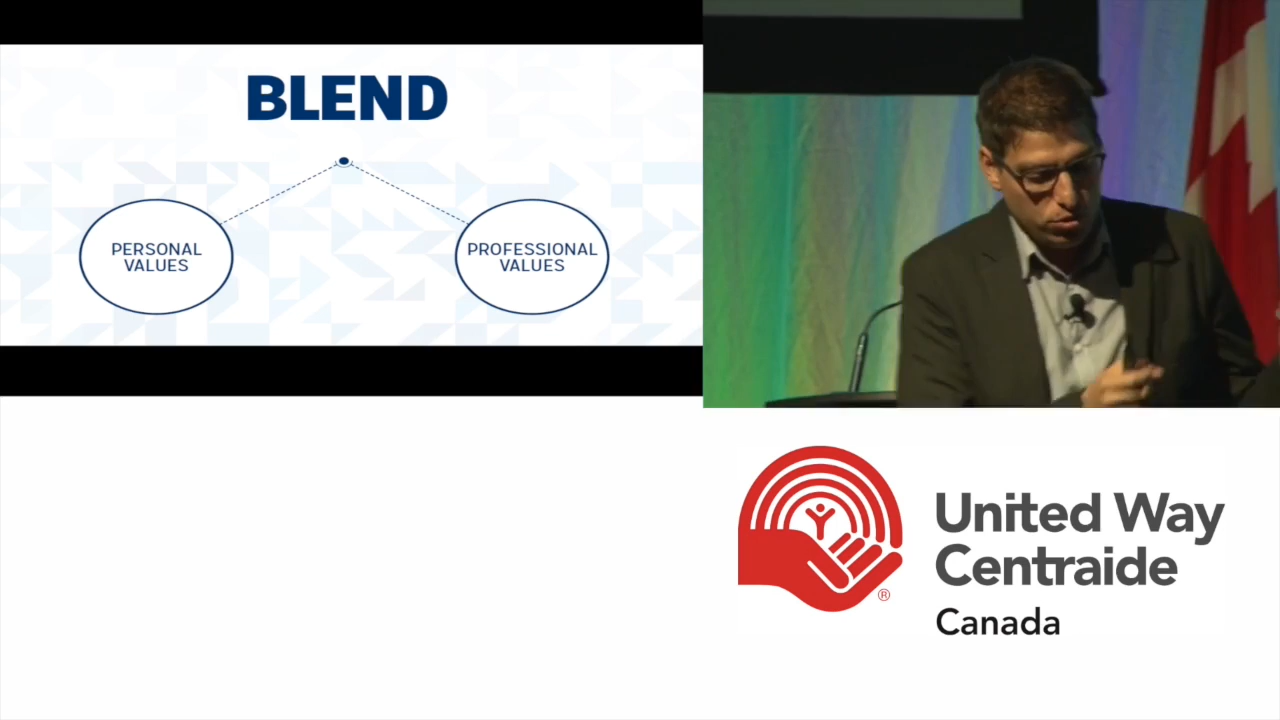 BLEND
PERSONAL
VALUES
PROFESSIONAL
VALUES
United Way
Centraide
Canada
®